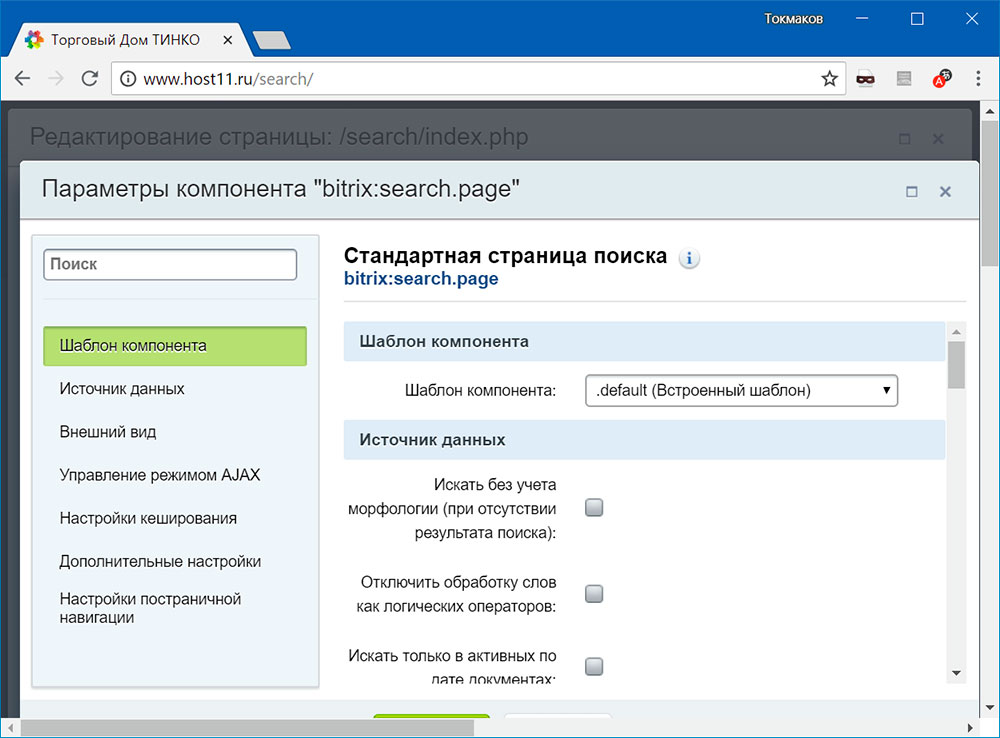 Токмаков
Торговый Дом ТИНКО
www.host11.ru/search/
Редактирование страницы: /search/index.php
Параметры компонента "bitrix:search.page"
Поиск
Шаблон компонента
Источник данных
Внешний вид
Управление режимом AJAX
Настройки кеширования
Дополнительные настройки
Настройки постраничной
навигации
Стандартная страница поиска
bitrix:search.page
Шаблон компонента
Шаблон компонента: .default (Встроенный шаблон)
Источник данных
Искать без учета
морфологии (при отсутствии
результата поиска):
Отключить обработку слов
как логических операторов:
Искать только в активных по
дате документах: